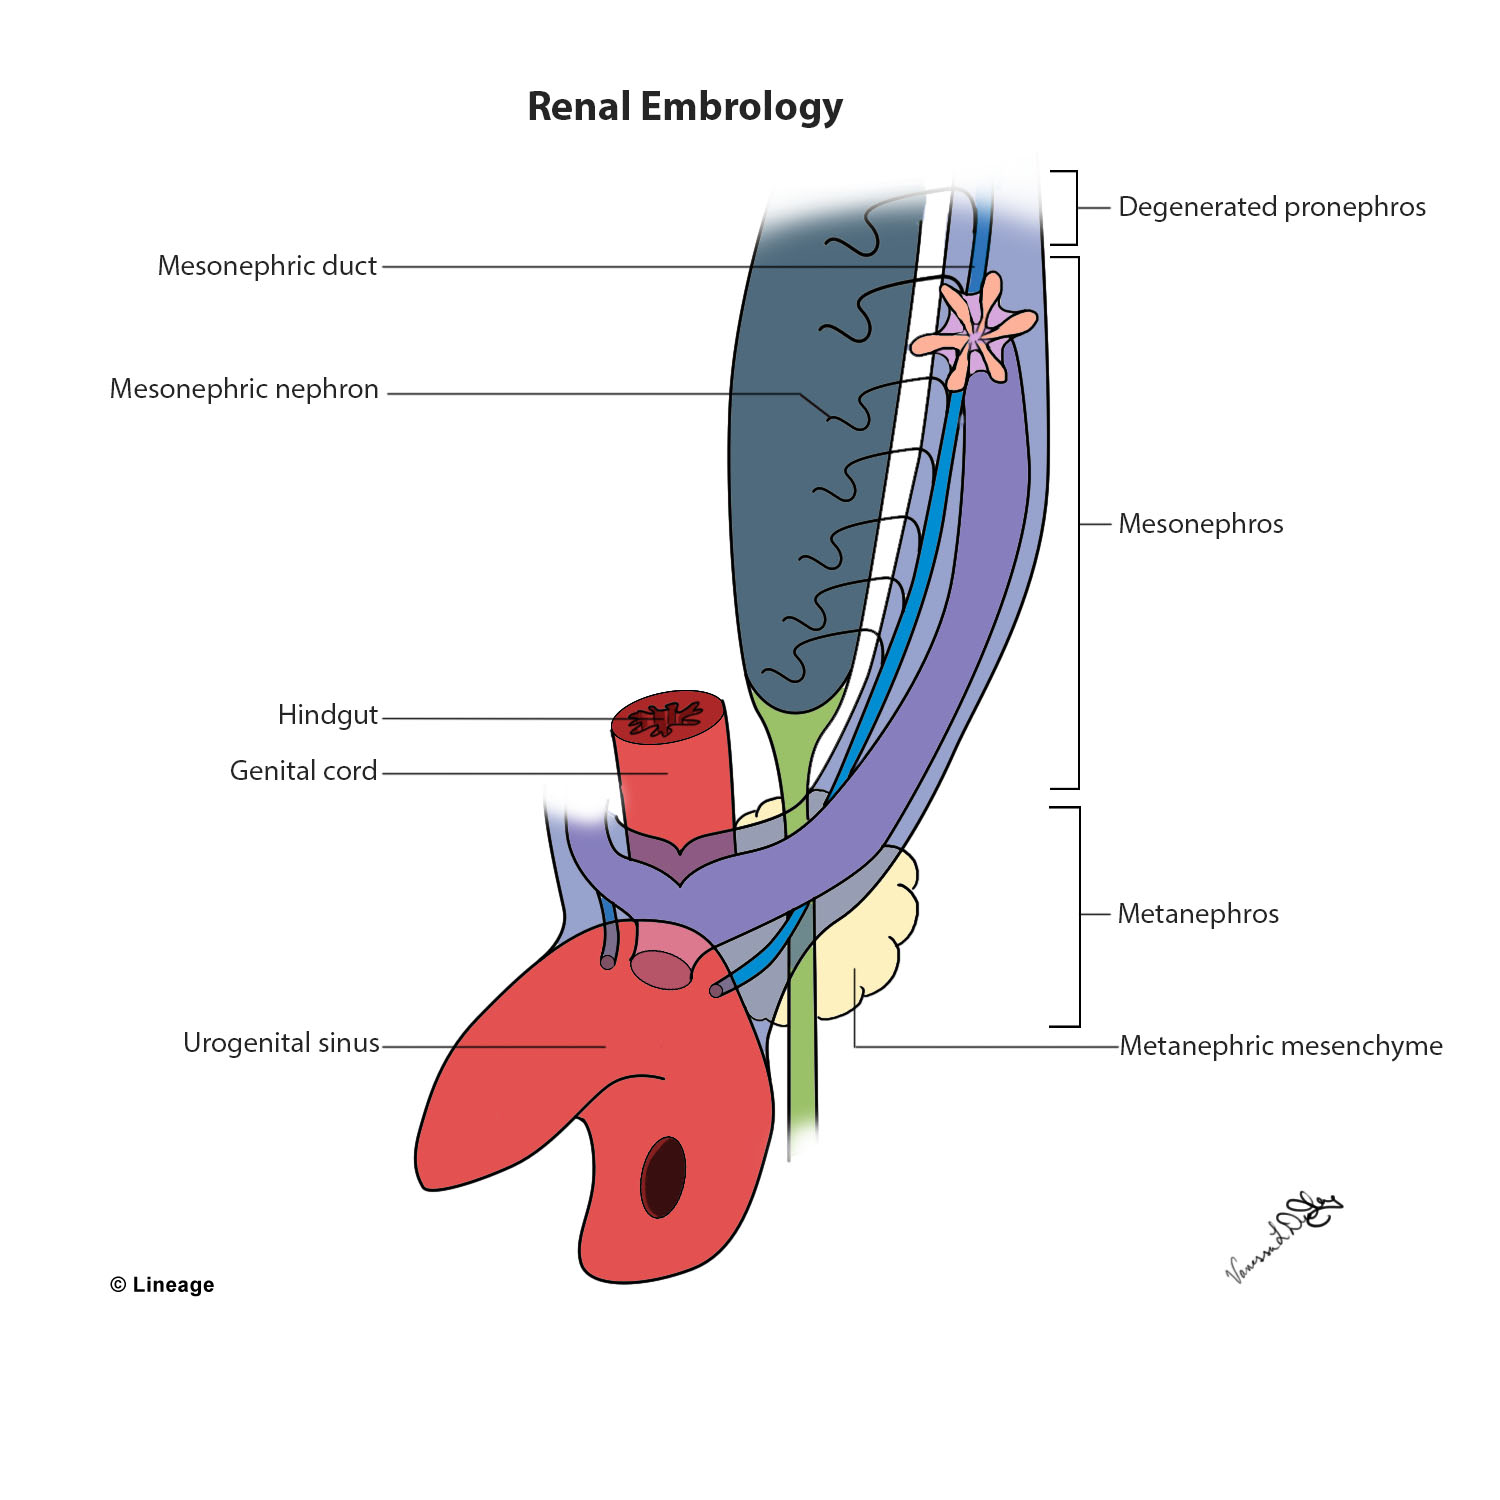 Renal Embrology
Degenerated pronephros
Mesonephric duct
Mesonephric nephron
Mesonephros
Hindgut
Genital cord
Metanephros
Urogenital sinus
Metanephric mesenchyme
© Lineage